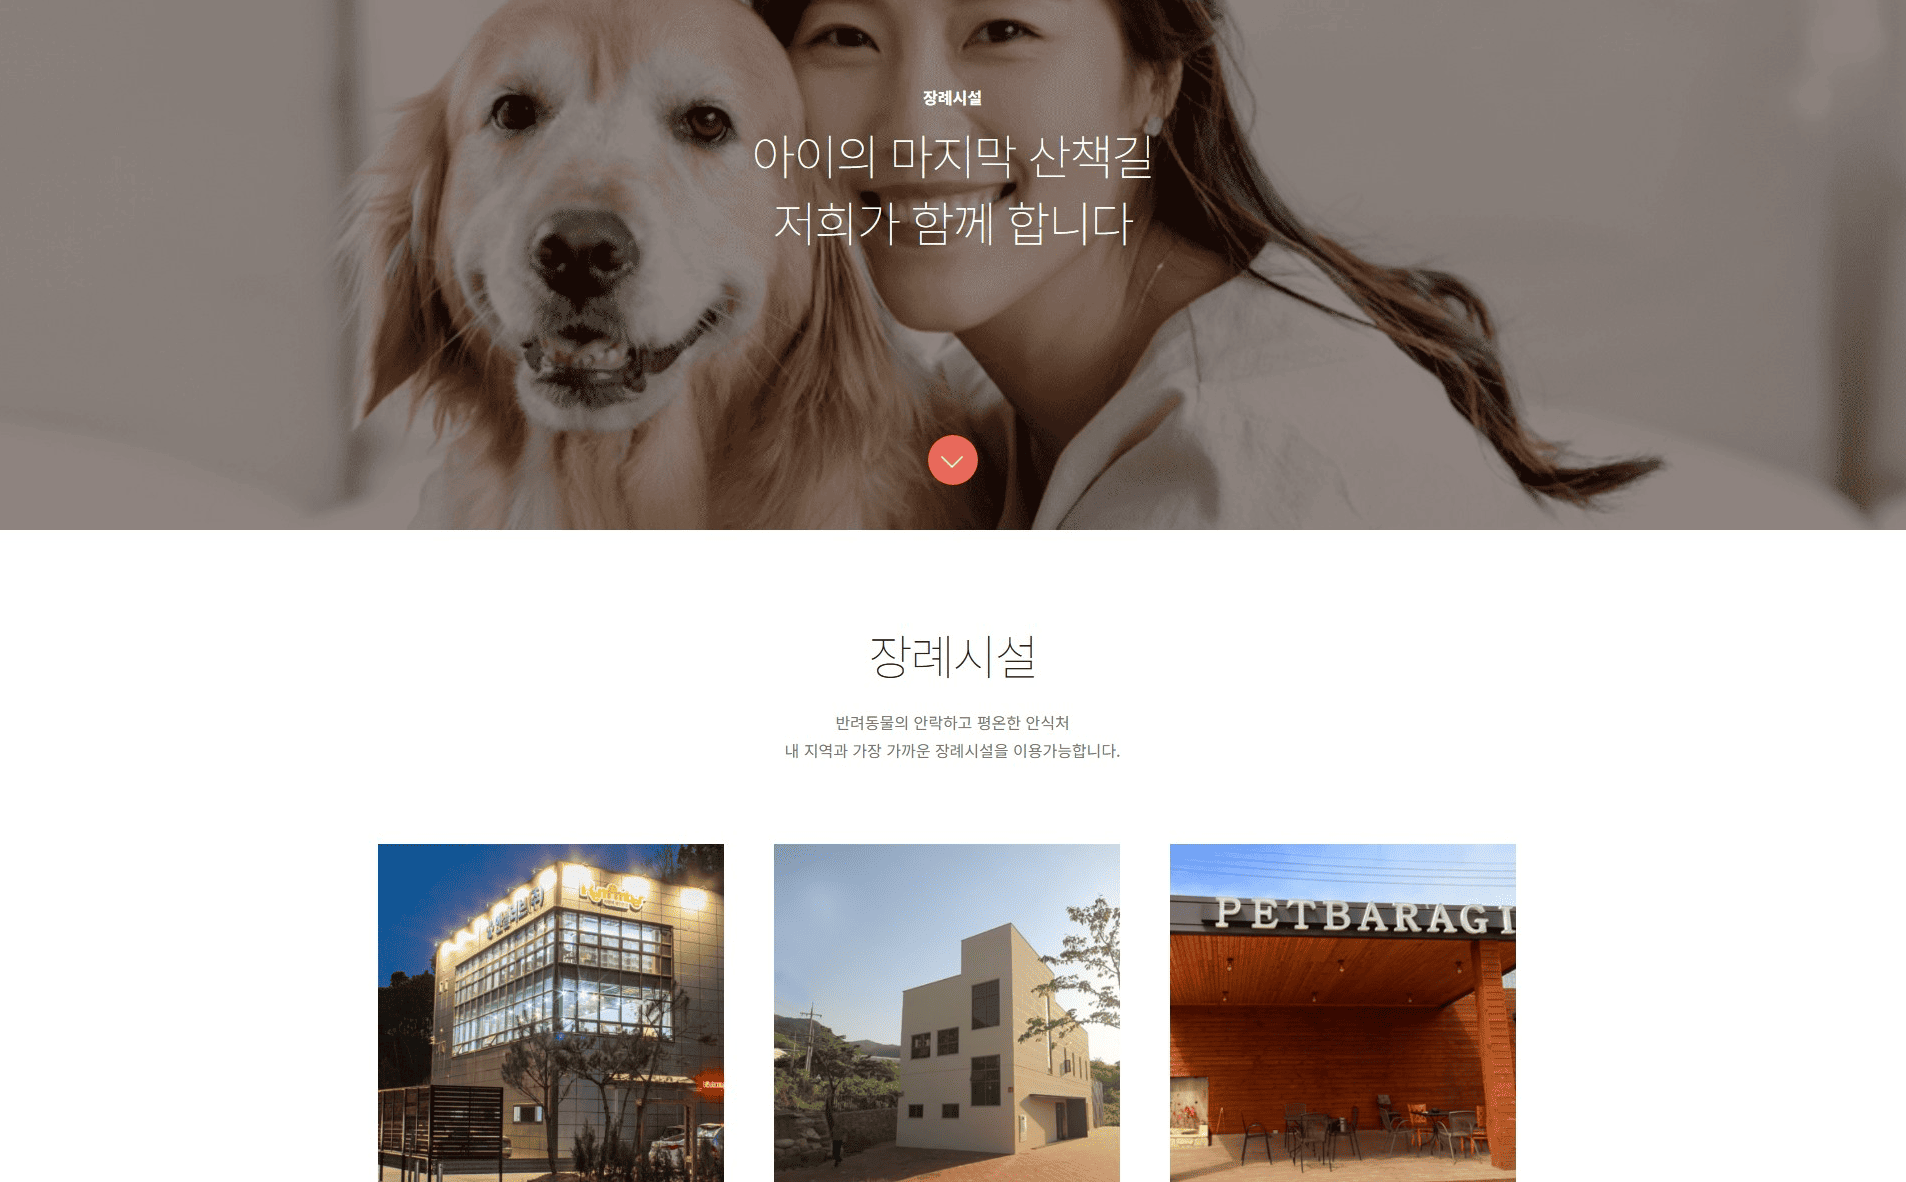 장례시설
아이의 마지막 산책길
저희가 함께 합니다
장례시설
반려동물의 안락하고 평온한 안식처
내 지역과 가장 가까운 장례시설을 이용가능합니다.
PETBARAGI